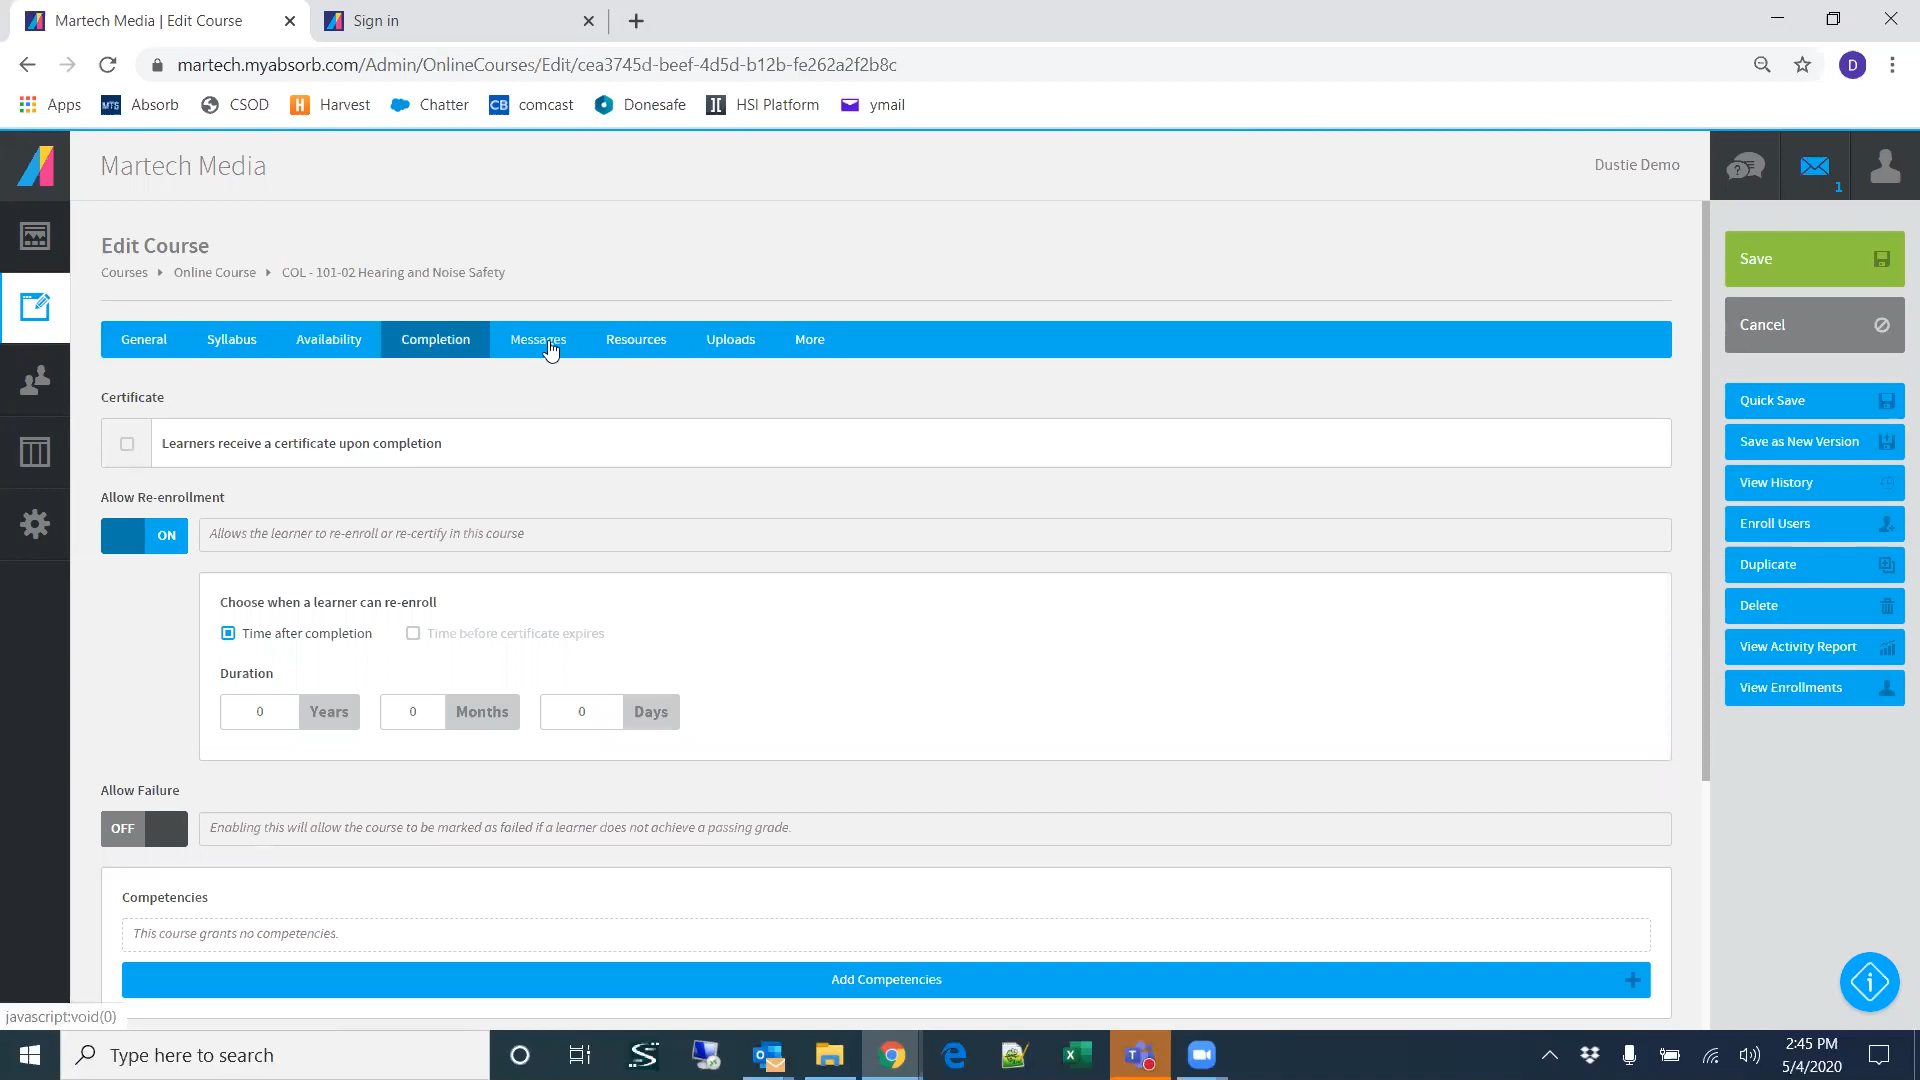 Martech Media | Edit Course
Sign in
martech.myabsorb.com/Admin/OnlineCourses/Edit/cea3745d-beef-4d5d-b12b-fe262a2f2b8c
D
Apps
MTS Absorb
CSOD
H Harvest
Chatter
CB comcast
Donesafe
HSI Platform
ymail
Martech Media
Dustie Demo
1
Edit Course
Courses
Online Course
COL - 101-02 Hearing and Noise Safety
General
Syllabus
Availability
Completion
Messages
Resources
Uploads
More
Certificate
Learners receive a certificate upon completion
Allow Re-enrollment
ON
Allows the learner to re-enroll or re-certify in this course
Choose when a learner can re-enroll
Time after completion
Time before certificate expires
Duration
0 Years
0 Months
0 Days
Allow Failure
OFF
Enabling this will allow the course to be marked as failed if a learner does not achieve a passing grade.
Competencies
This course grants no competencies.
Add Competencies
Save
Cancel
Quick Save
Save as New Version
View History
Enroll Users
Duplicate
Delete
View Activity Report
View Enrollments
javascript:void(0)
Type here to search
2:45 PM
5/4/2020